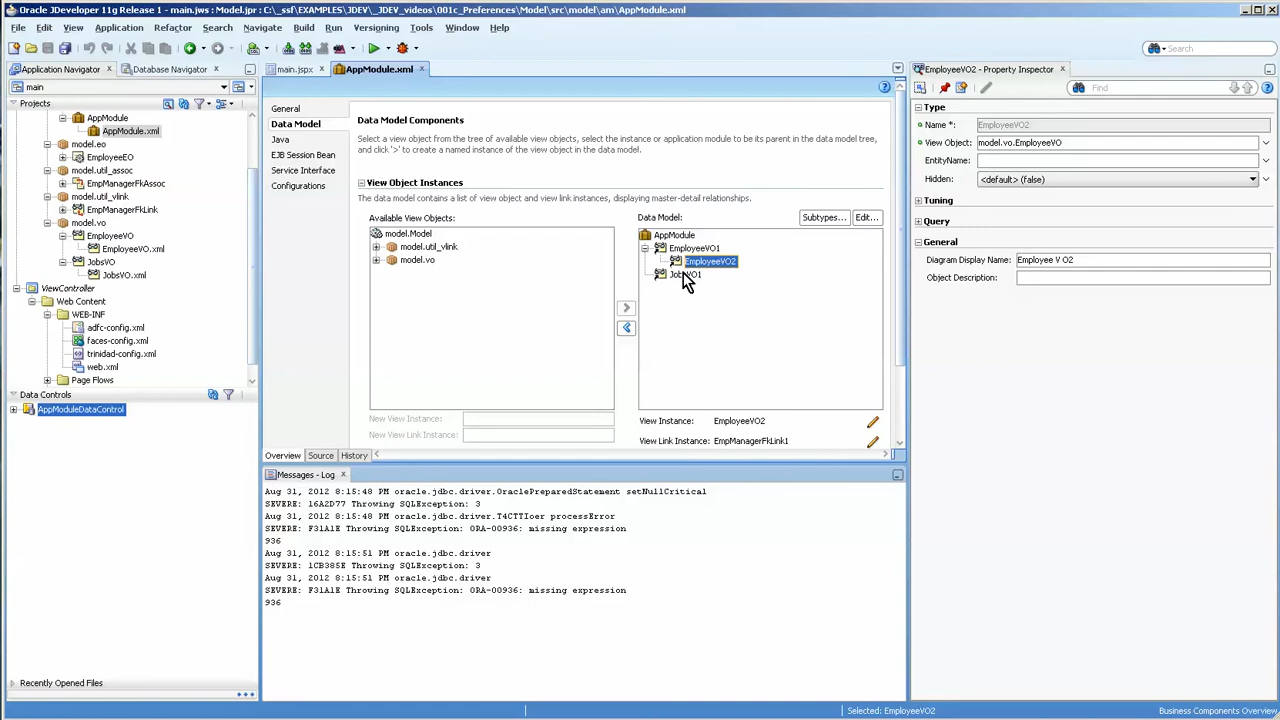 Oracle JDeveloper 11g Release 1 - main.jws : Model.jpr : C:\_ssf\EXAMPLES\JDEV\_JDEV_videos\001c_Preferences\Model\src\model\am\AppModule.xml
File Edit View Application Refactor Search Navigate Build Run Versioning Tools Window Help
Search
Application Navigator
Database Navigator
main
Projects
AppModule
AppModule.xml
model.eo
EmployeeEO
model.util_assoc
EmpManagerFkAssoc
model.util_vlink
EmpManagerFkLink
model.vo
EmployeeVO
EmployeeVO.xml
JobsVO
JobsVO.xml
ViewController
Web Content
WEB-INF
adfc-config.xml
faces-config.xml
trinidad-config.xml
web.xml
Page Flows
Data Controls
AppModuleDataControl
Recently Opened Files
main.jspx
AppModule.xml
General
Data Model
Java
EJB Session Bean
Service Interface
Configurations
Data Model Components
Select a view object from the tree of available view objects, select the instance or application module to be its parent in the data model tree,
and click '>' to create a named instance of the view object in the data model.
View Object Instances
The data model contains a list of view object and view link instances, displaying master-detail relationships.
Available View Objects:
model.Model
model.util_vlink
model.vo
Data Model:
Subtypes...
Edit...
AppModule
EmployeeVO1
EmployeeVO2
New View Instance:
New View Link Instance:
View Instance: EmployeeVO2
View Link Instance: EmpManagerFkLink1
Overview Source History
Messages - Log
Aug 31, 2012 8:15:48 PM oracle.jdbc.driver.OraclePreparedStatement setNullCritical
SEVERE: 16A2D77 Throwing SQLException: 3
Aug 31, 2012 8:15:48 PM oracle.jdbc.driver.T4CTTIoer processError
SEVERE: F31A1E Throwing SQLException: ORA-00936: missing expression
936
Aug 31, 2012 8:15:51 PM oracle.jdbc.driver
SEVERE: 1CB385E Throwing SQLException: 3
Aug 31, 2012 8:15:51 PM oracle.jdbc.driver
SEVERE: F31A1E Throwing SQLException: ORA-00936: missing expression
936
EmployeeVO2 - Property Inspector
Find
Type
Name *: EmployeeVO2
View Object: model.vo.EmployeeVO
EntityName:
Hidden: <default> (false)
Tuning
Query
General
Diagram Display Name: Employee V O2
Object Description:
Selected: EmployeeVO2
Business Components Overview